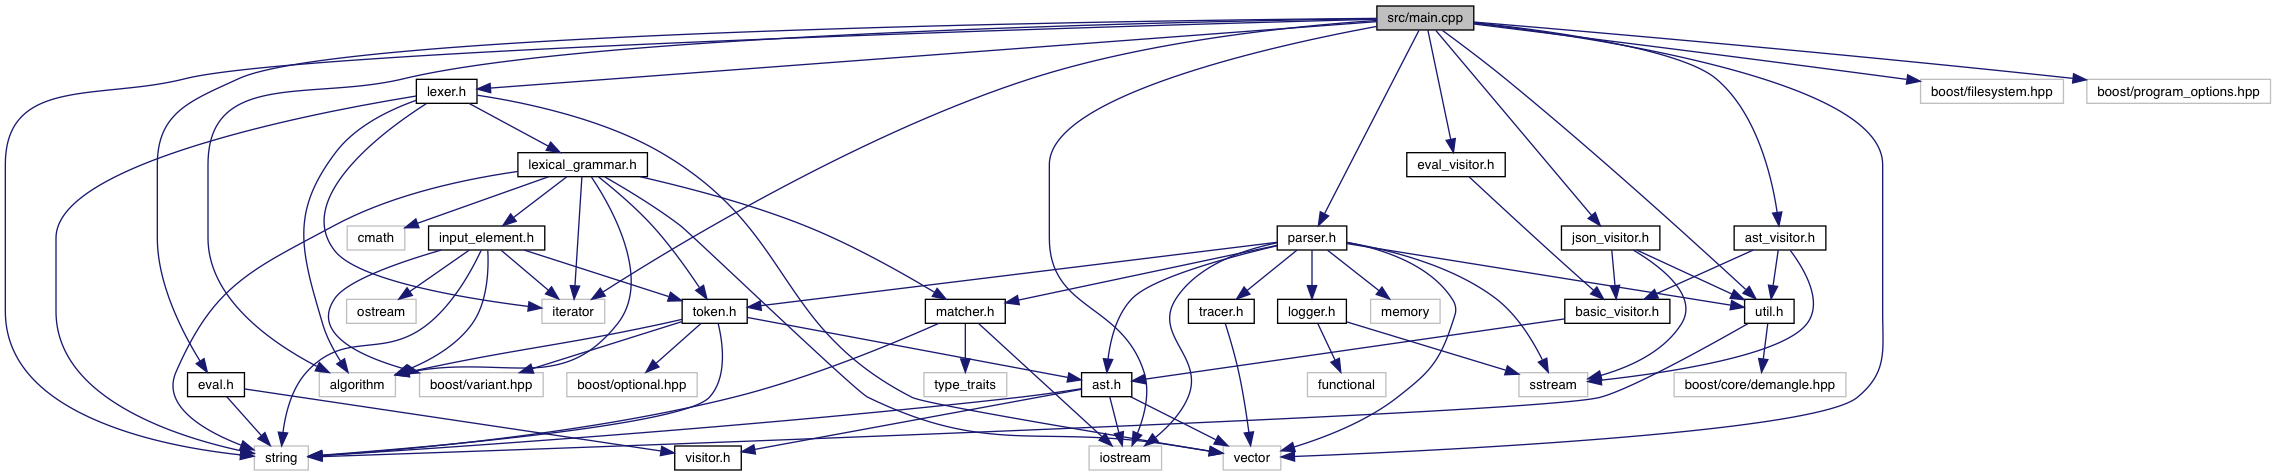 src/main.cpp
lexer.h
boost/filesystem.hpp
boost/program_options.hpp
lexical_grammar.h
eval_visitor.h
cmath
input_element.h
parser.h
json_visitor.h
ast_visitor.h
ostream
iterator
token.h
matcher.h
tracer.h
logger.h
memory
basic_visitor.h
util.h
eval.h
algorithm
boost/variant.hpp
boost/optional.hpp
type_traits
ast.h
functional
sstream
boost/core/demangle.hpp
string
visitor.h
iostream
vector